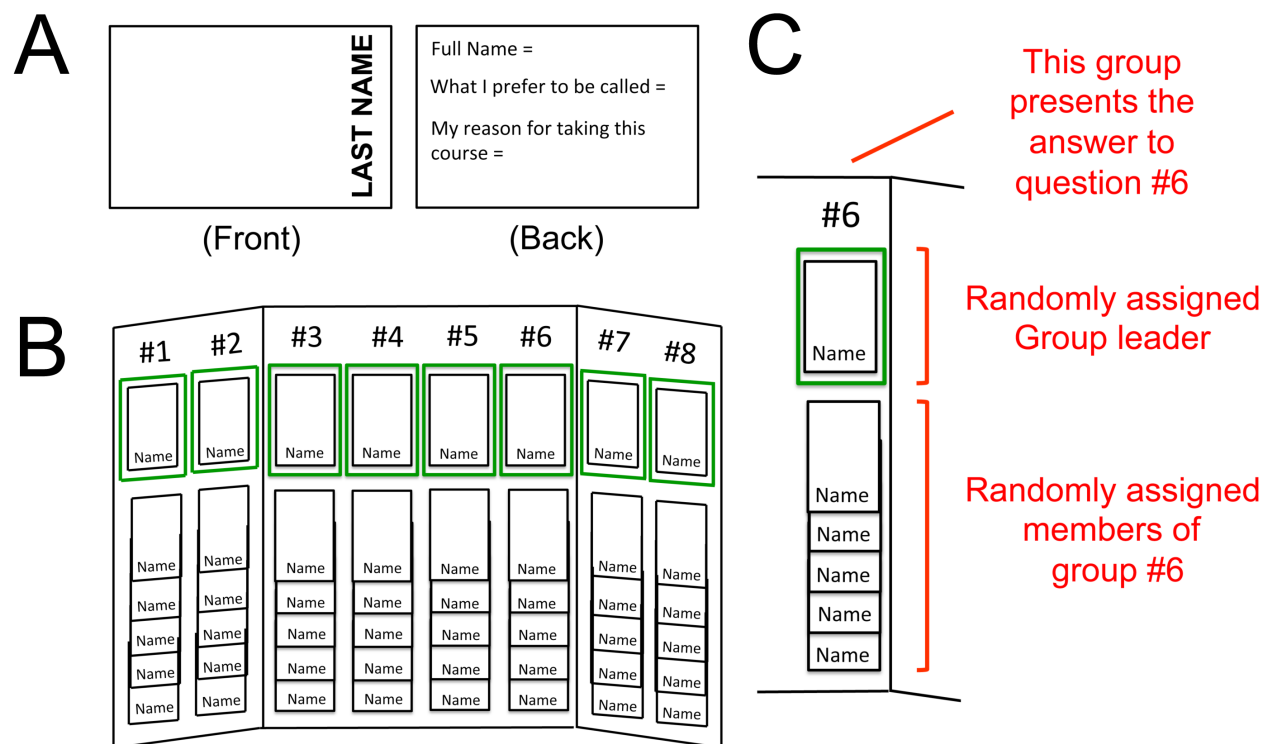 A
LAST NAME
(Front)
Full Name =
What I prefer to be called =
My reason for taking this
course =
(Back)
B
#1 #2 #3 #4 #5 #6 #7 #8
Name Name Name Name Name Name Name Name
Name Name Name Name Name Name Name Name
Name Name Name Name Name Name Name Name
Name Name Name Name Name Name Name Name
Name Name Name Name Name Name Name Name
Name Name Name Name Name Name Name Name
C
This group
presents the
answer to
question #6
#6
Name
Randomly assigned
Group leader
Name
Name
Name
Name
Name
Randomly assigned
members of
group #6